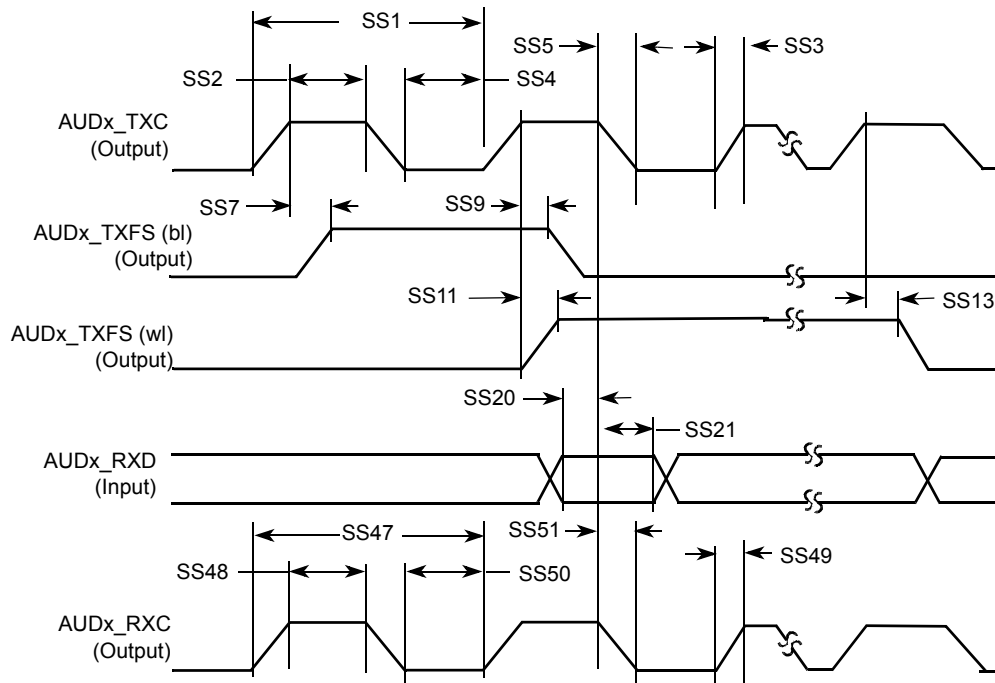 SS1
SS5
SS3
SS2
SS4
AUDx_TXC
(Output)
SS7
SS9
AUDx_TXFS (bl)
(Output)
SS11
SS13
AUDx_TXFS (wl)
(Output)
SS20
SS21
AUDx_RXD
(Input)
SS47
SS51
SS49
SS48
SS50
AUDx_RXC
(Output)